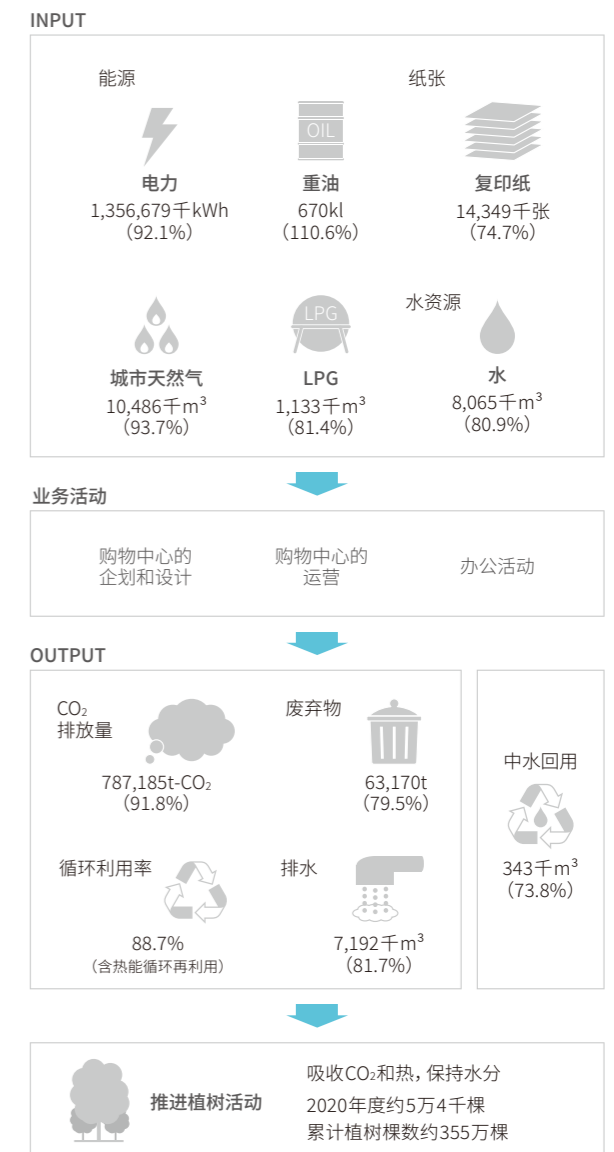 INPUT
能源
纸张
OIL
电力
重油
复印纸
1,356,679千kWh
670kl
14,349千张
（92.1%）
（110.6%）
（74.7%）
水资源
LPG
城市天然气
LPG
水
10,486千m³
1,133千m³
8,065千m³
（93.7%）
（81.4%）
（80.9%）
业务活动
购物中心的
企划和设计
购物中心的
运营
办公活动
OUTPUT
CO₂
排放量
废弃物
787,185t-CO₂
（91.8%）
63,170t
（79.5%）
循环利用率
排水
88.7%
（含热能循环再利用）
7,192千m³
（81.7%）
中水回用
343千m³
（73.8%）
推进植树活动
吸收CO₂和热，保持水分
2020年度约5万4千棵
累计植树棵数约355万棵